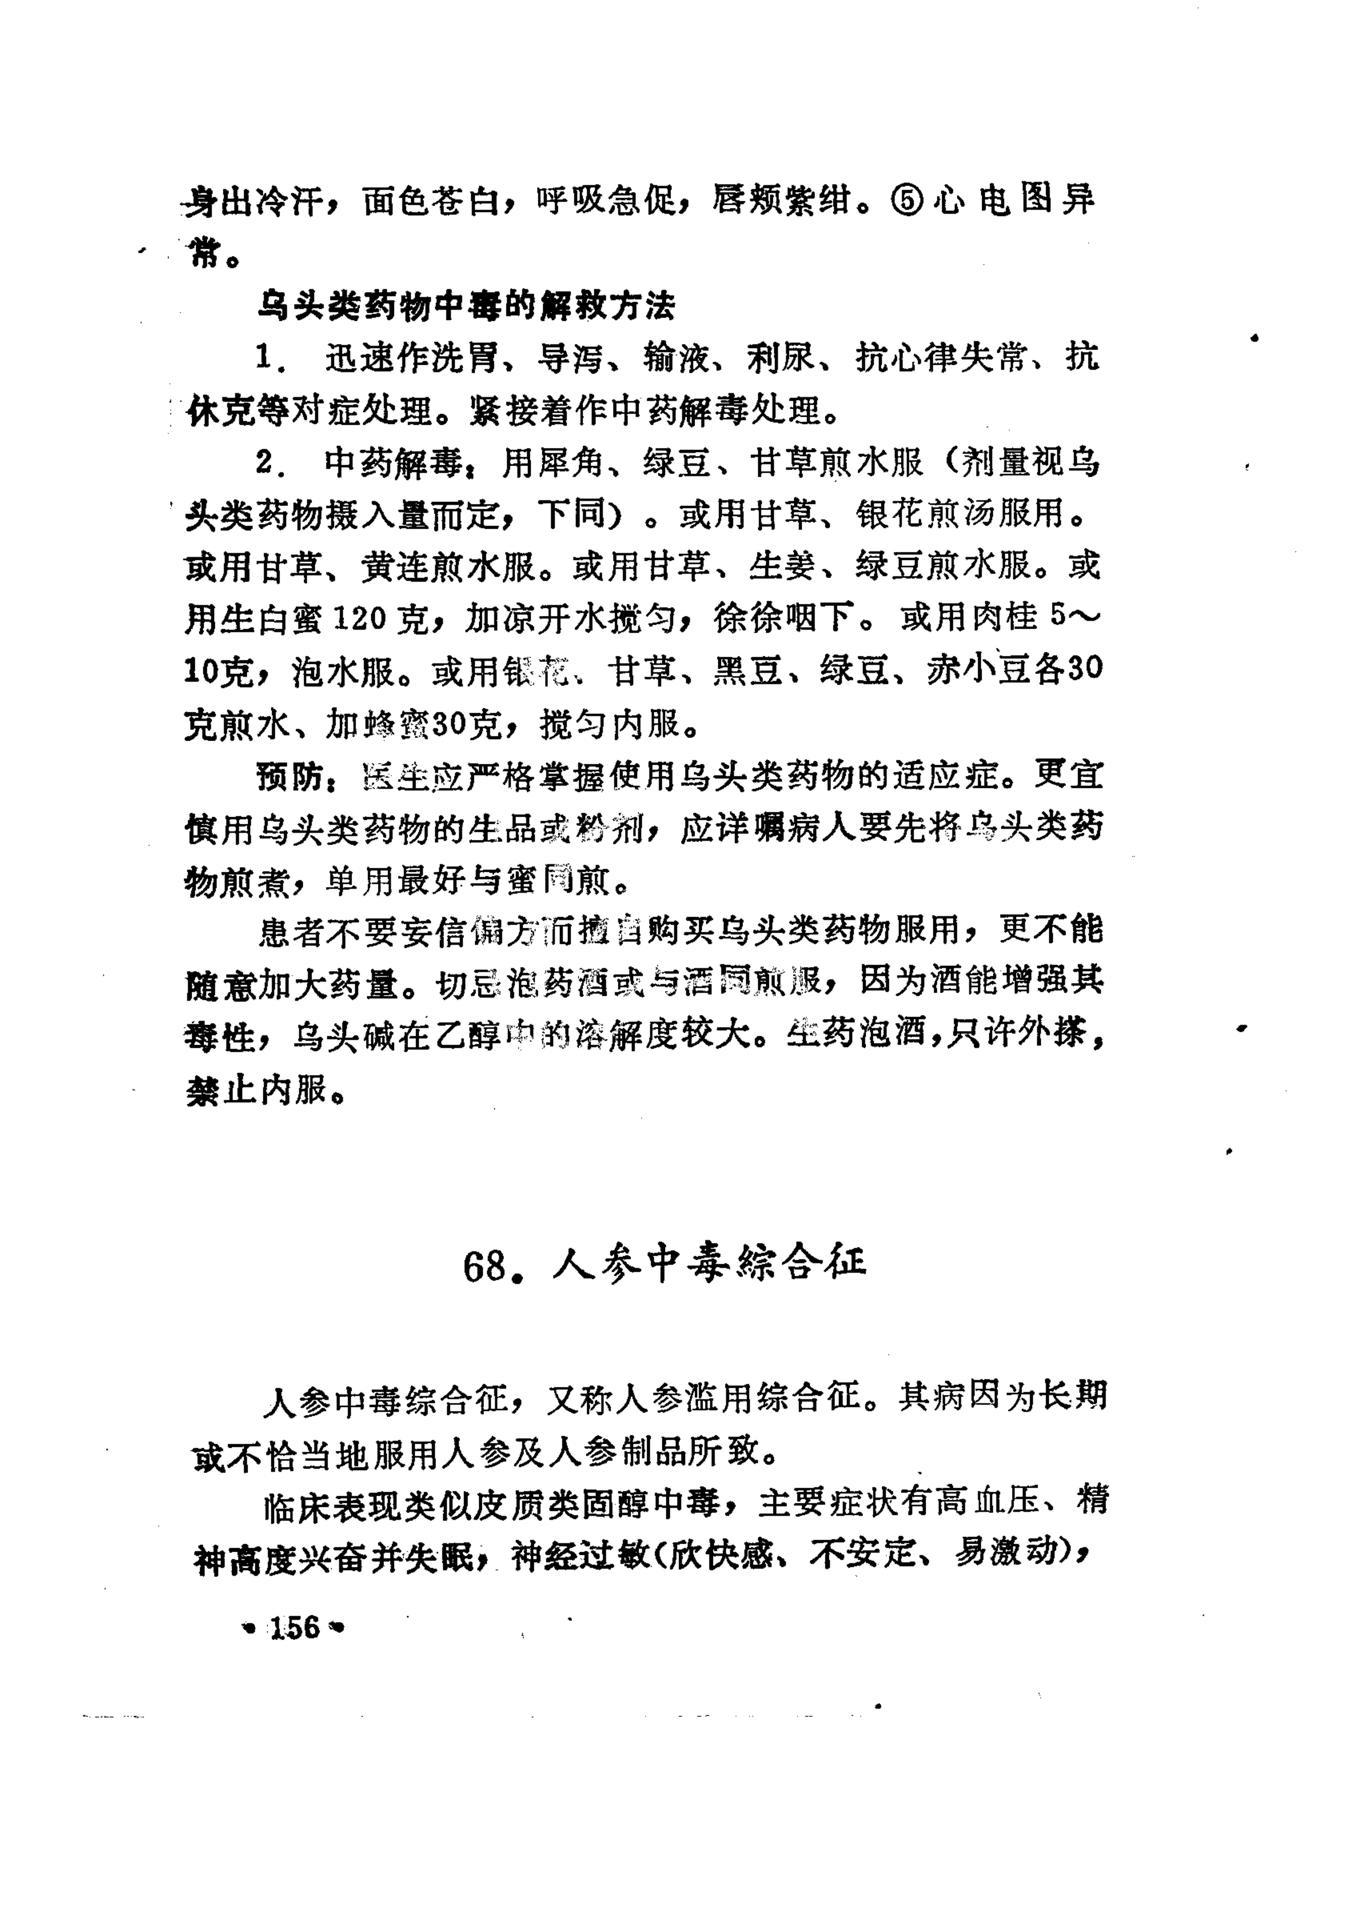 身出冷汗，面色苍白，呼吸急促，唇颊紫绀。⑤心电图异
常。
乌头类药物中毒的解救方法
1． 迅速作洗胃、导泻、输液、利尿、抗心律失常、抗
休克等对症处理。紧接着作中药解毒处理。
2． 中药解毒：用犀角、绿豆、甘草煎水服（剂量视乌
头类药物摄入量而定，下同）。或用甘草、银花煎汤服用。
或用甘草、黄连煎水服。或用甘草、生姜、绿豆煎水服。或
用生白蜜120克，加凉开水搅匀，徐徐咽下。或用肉桂5～
10克，泡水服。或用银花、甘草、黑豆、绿豆、赤小豆各30
克煎水、加蜂蜜30克，搅匀内服。
预防：医生应严格掌握使用乌头类药物的适应症。更宜
慎用乌头类药物的生品或粉剂，应详嘱病人要先将乌头类药
物煎煮，单用最好与蜜同煎。
患者不要妄信偏方而擅自购买乌头类药物服用，更不能
随意加大药量。切忌泡药酒或与酒同煎服，因为酒能增强其
毒性，乌头碱在乙醇中的溶解度较大。生药泡酒，只许外搽，
禁止内服。
68．人参中毒綜合征
人参中毒综合征，又称人参滥用综合征。其病因为长期
或不恰当地服用人参及人参制品所致。
临床表现类似皮质类固醇中毒，主要症状有高血压、精
神高度兴奋并失眠，神经过敏（欣快感、不安定、易激动），
•156•